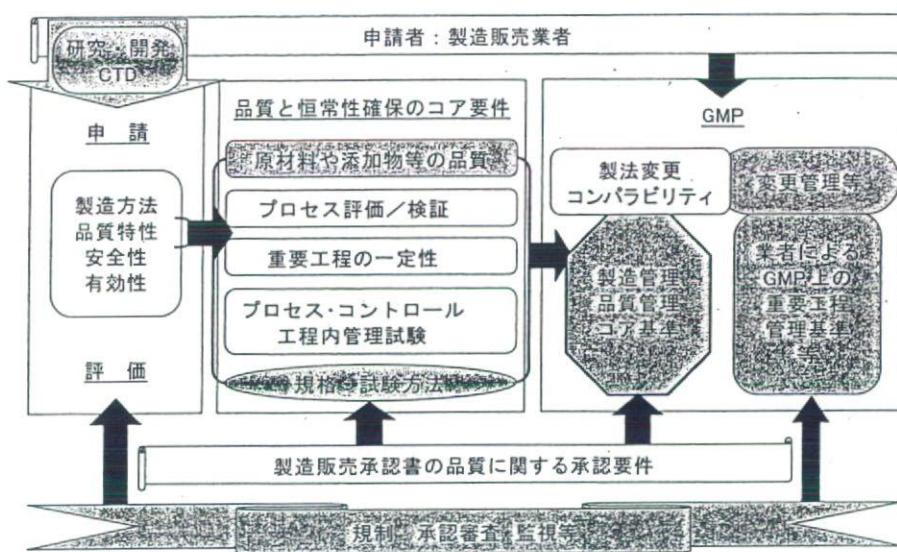 申請者：製造販売業者
研究・開発
CTD
申 請
製造方法
品質特性
安全性
有効性
評 価
品質と恒常性確保のコア要件
原材料や添加物等の品質
プロセス評価／検証
重要工程の一定性
プロセス・コントロール
工程内管理試験
規格・試験方法
GMP
製法変更
コンパラビリティ
変更管理等
製造管理
品質管理
コア基準
業者による
GMP上の
重要工程
管理基準
等
製造販売承認書の品質に関する承認要件
規制・承認審査・監視等